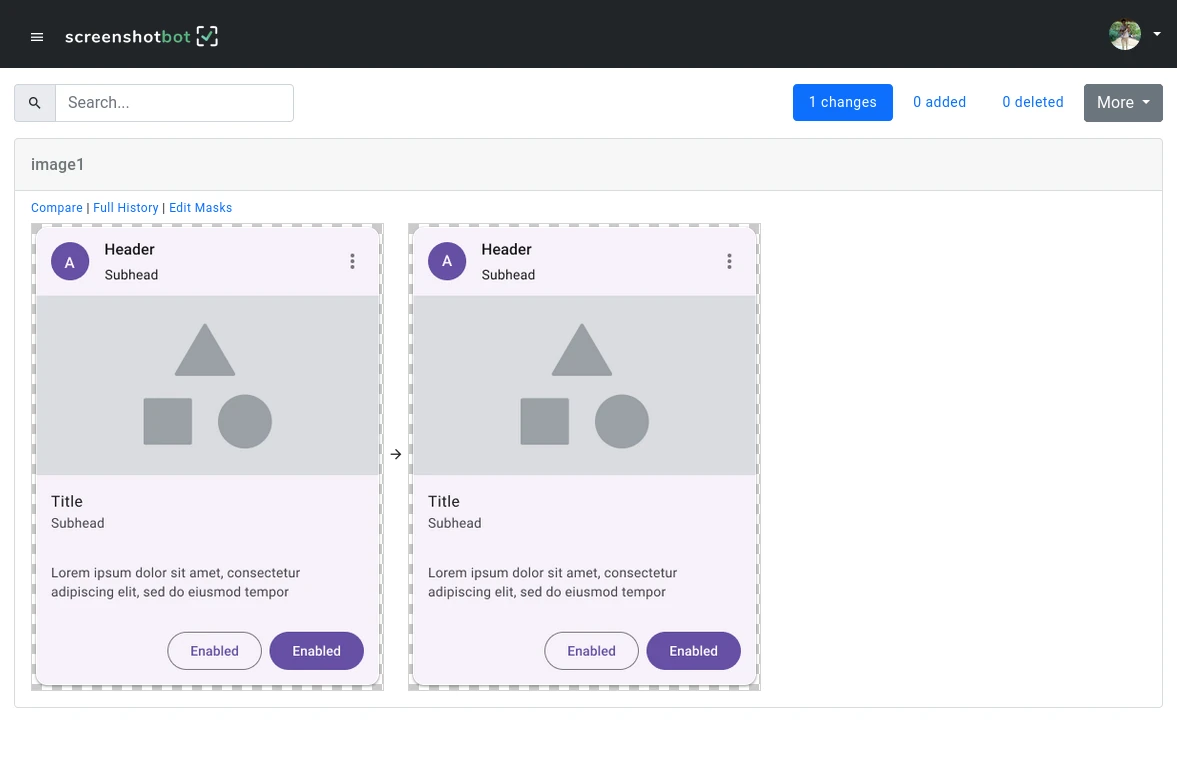 screenshotbot
Search...
1 changes 0 added 0 deleted More
image1
Compare | Full History | Edit Masks
A
Header
Subhead
Title
Subhead
Lorem ipsum dolor sit amet, consectetur
adipiscing elit, sed do eiusmod tempor
Enabled Enabled
→
A
Header
Subhead
Title
Subhead
Lorem ipsum dolor sit amet, consectetur
adipiscing elit, sed do eiusmod tempor
Enabled Enabled